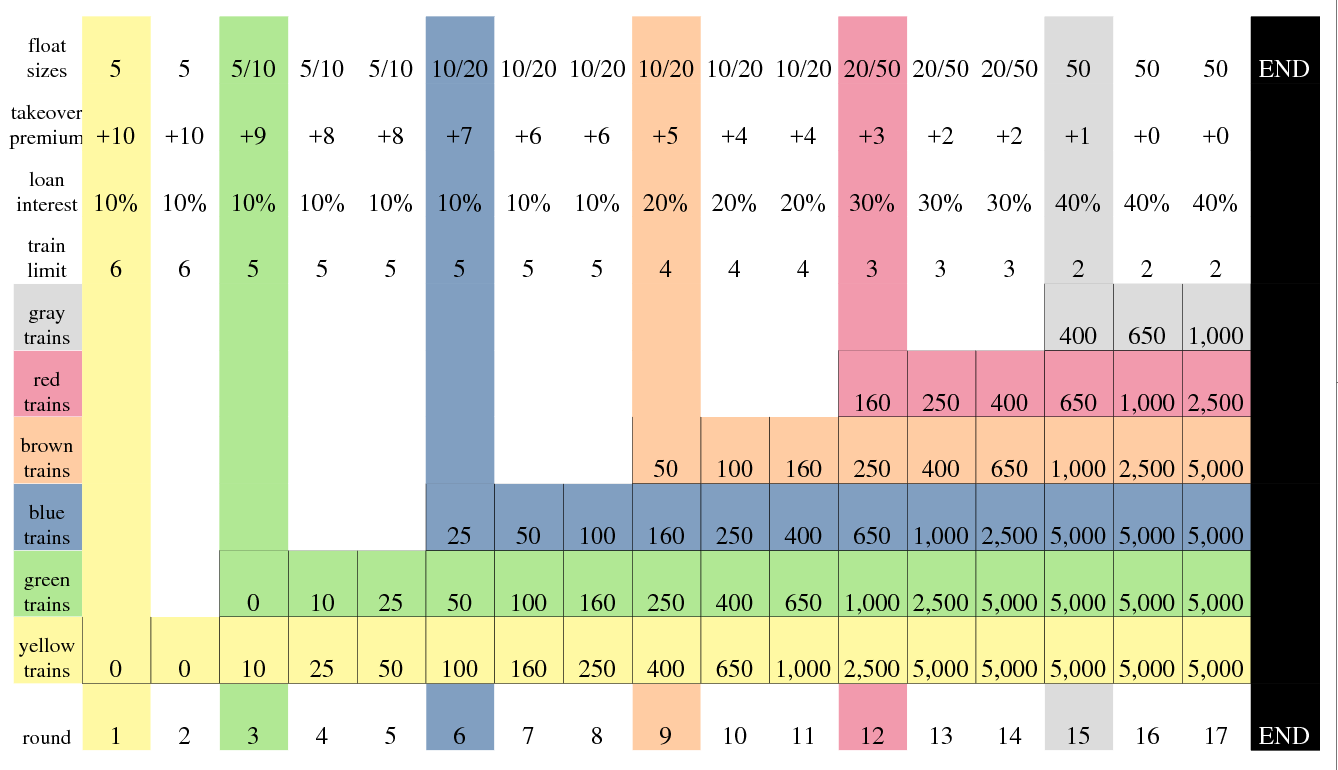 float
sizes 5 5 5/10 5/10 5/10 10/20 10/20 10/20 10/20 10/20 10/20 20/50 20/50 20/50 50 50 50 END
takeover
premium +10 +10 +9 +8 +8 +7 +6 +6 +5 +4 +4 +3 +2 +2 +1 +0 +0
loan
interest 10% 10% 10% 10% 10% 10% 10% 10% 20% 20% 20% 30% 30% 30% 40% 40% 40%
train
limit 6 6 5 5 5 5 5 5 4 4 4 3 3 3 2 2 2
gray
trains 400 650 1,000
red
trains 160 250 400 650 1,000 2,500
brown
trains 50 100 160 250 400 650 1,000 2,500 5,000
blue
trains 25 50 100 160 250 400 650 1,000 2,500 5,000 5,000 5,000
green
trains 0 10 25 50 100 160 250 400 650 1,000 2,500 5,000 5,000 5,000 5,000
yellow
trains 0 0 10 25 50 100 160 250 400 650 1,000 2,500 5,000 5,000 5,000 5,000 5,000
round 1 2 3 4 5 6 7 8 9 10 11 12 13 14 15 16 17 END